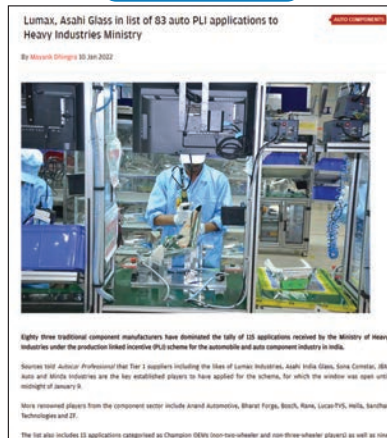 Lumax, Asahi Glass in list of 83 auto PLI applications to
Heavy Industries Ministry
AUTO COMPONENTS
By Mayank Dhingra 10 Jan 2022
Eighty three traditional component manufacturers have dominated the tally of 115 applications received by the Ministry of Heavy
Industries under the production linked incentive (PLI) scheme for the automobile and auto component industry in India.
Sources told Autocar Professional that Tier 1 suppliers including the likes of Lumax Industries, Asahi India Glass, Sona Comstar, JBM
Auto and Minda Industries are the key established players to have applied for the scheme, for which the window was open until
midnight of January 9.
More renowned players from the component sector include Anand Automotive, Bharat Forge, Bosch, Rane, Lucas-TVS, Hella, Sandhar
Technologies and ZF.
The list also includes 13 applications categorised as Champion OEMs (non-two-wheeler and non-three-wheeler players) as well as nine